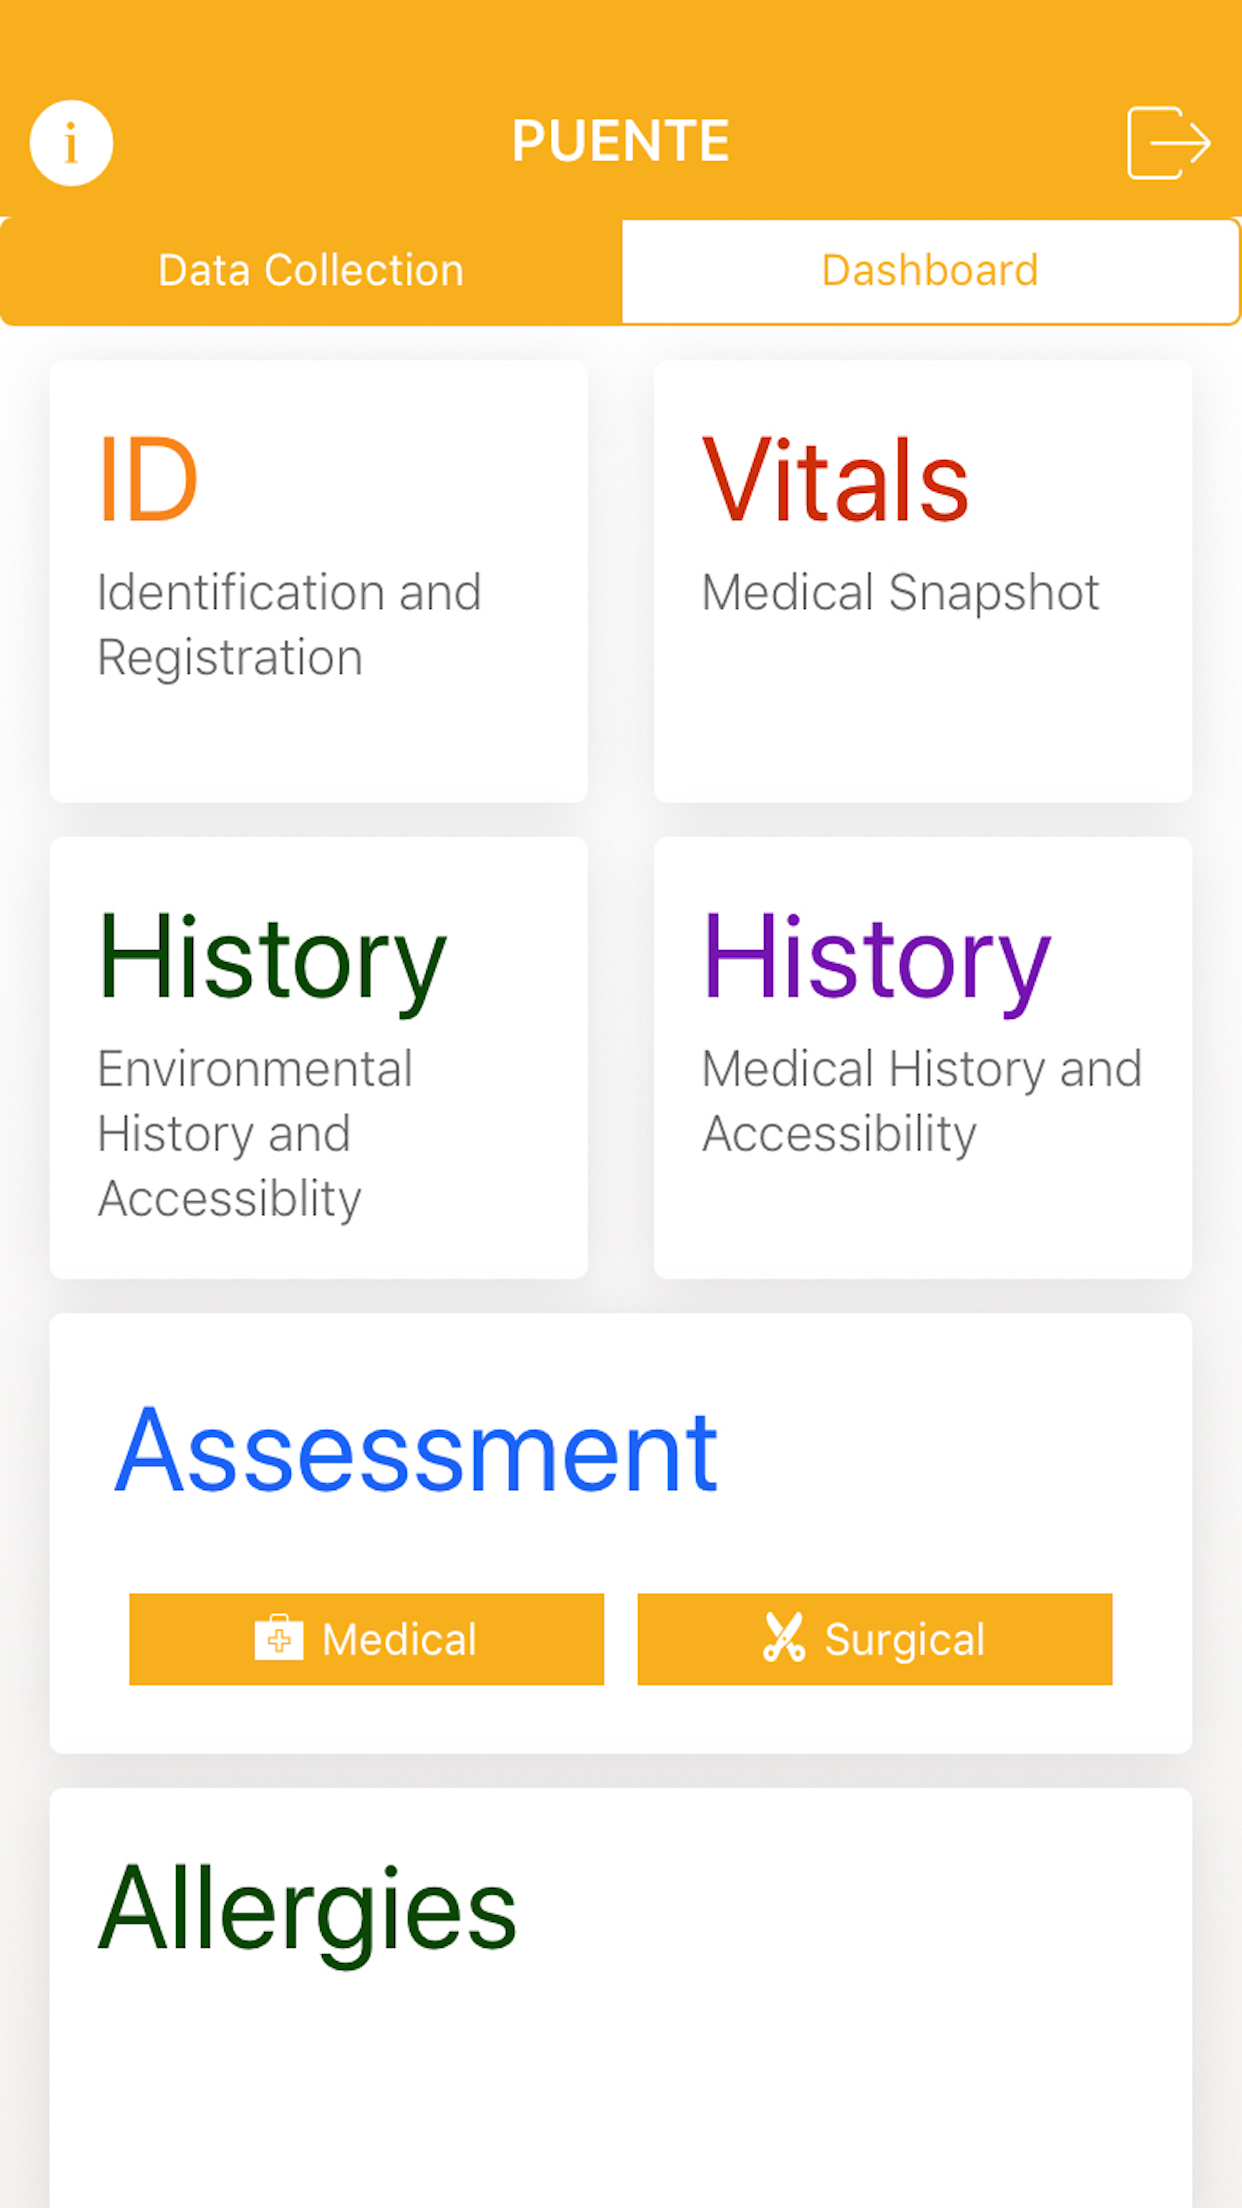 i
PUENTE
Data Collection
Dashboard
ID
Identification and
Registration
Vitals
Medical Snapshot
History
Environmental
History and
Accessiblity
History
Medical History and
Accessibility
Assessment
Medical
Surgical
Allergies